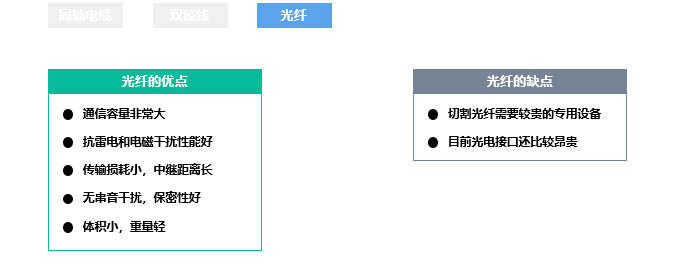 同轴电缆 双绞线 光纤
光纤的优点
通信容量非常大
抗雷电和电磁干扰性能好
传输损耗小，中继距离长
无串音干扰，保密性好
体积小，重量轻
光纤的缺点
切割光纤需要较贵的专用设备
目前光电接口还比较昂贵